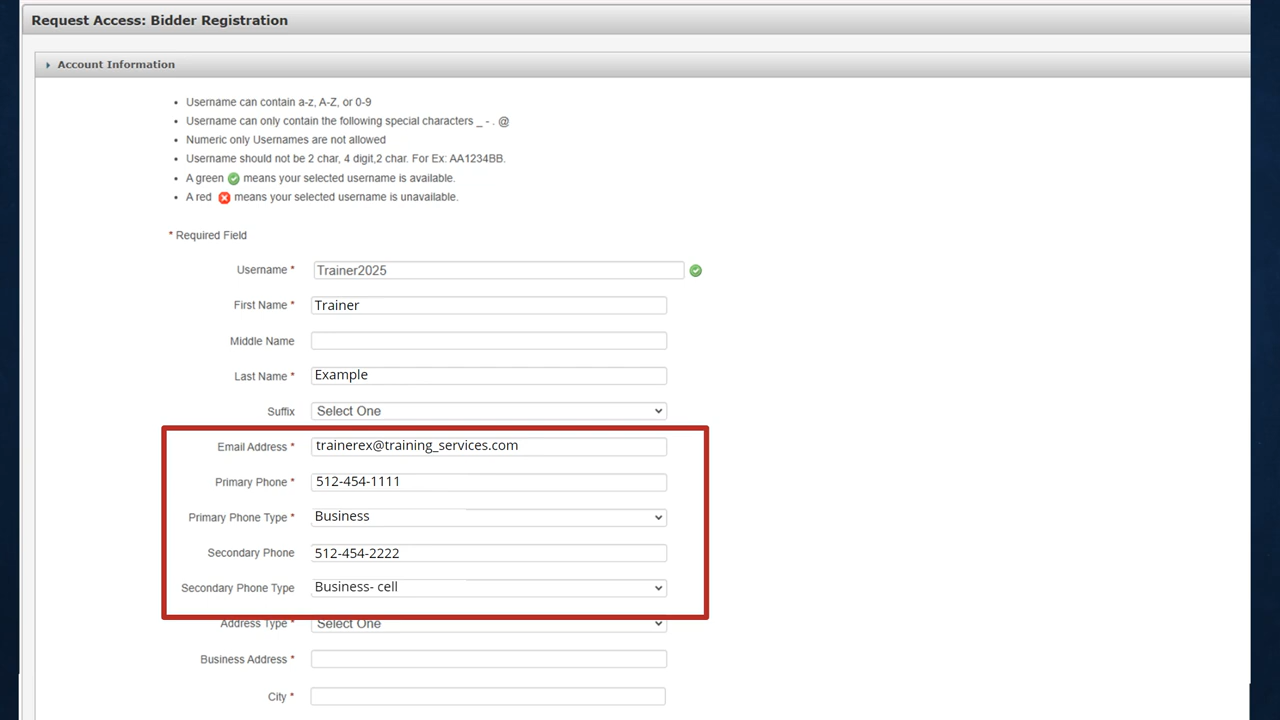 Request Access: Bidder Registration
Account Information
• Username can contain a-z, A-Z, or 0-9
• Username can only contain the following special characters _ - . @
• Numeric only Usernames are not allowed
• Username should not be 2 char, 4 digit,2 char. For Ex: AA1234BB.
• A green means your selected username is available.
• A red means your selected username is unavailable.
* Required Field
Username * Trainer2025
First Name * Trainer
Middle Name
Last Name * Example
Suffix Select One
Email Address * trainerex@training_services.com
Primary Phone * 512-454-1111
Primary Phone Type * Business
Secondary Phone 512-454-2222
Secondary Phone Type Business- cell
Address Type * Select One
Business Address *
City *